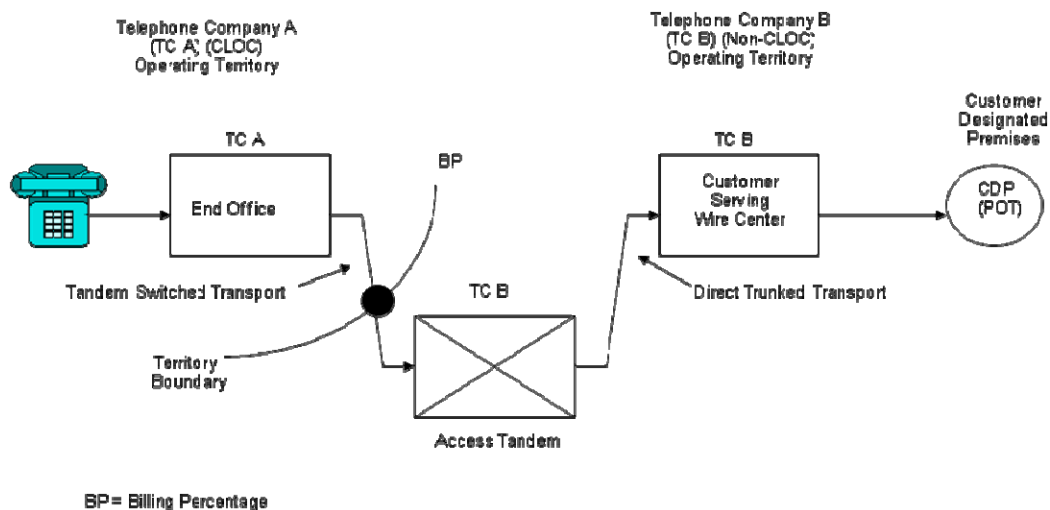 Telephone Company A
(TC A) (CLOC)
Operating Territory
Telephone Company B
(TC B) (Non-CLOC)
Operating Territory
Customer
Designated
Premises
TC A
BP
TC B
End Office
Customer
Serving
Wire Center
CDP
(POT)
Tandem Switched Transport
TC B
Direct Trunked Transport
Territory
Boundary
Access Tandem
BP = Billing Percentage